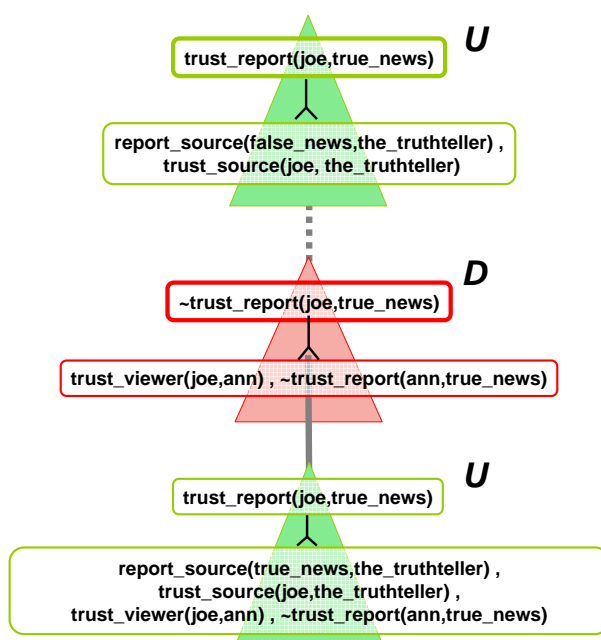 U
trust_report(joe,true_news)
report_source(false_news,the_truthteller) ,
trust_source(joe, the_truthteller)
D
~trust_report(joe,true_news)
trust_viewer(joe,ann) , ~trust_report(ann,true_news)
U
trust_report(joe,true_news)
report_source(true_news,the_truthteller) ,
trust_source(joe,the_truthteller) ,
trust_viewer(joe,ann) , ~trust_report(ann,true_news)